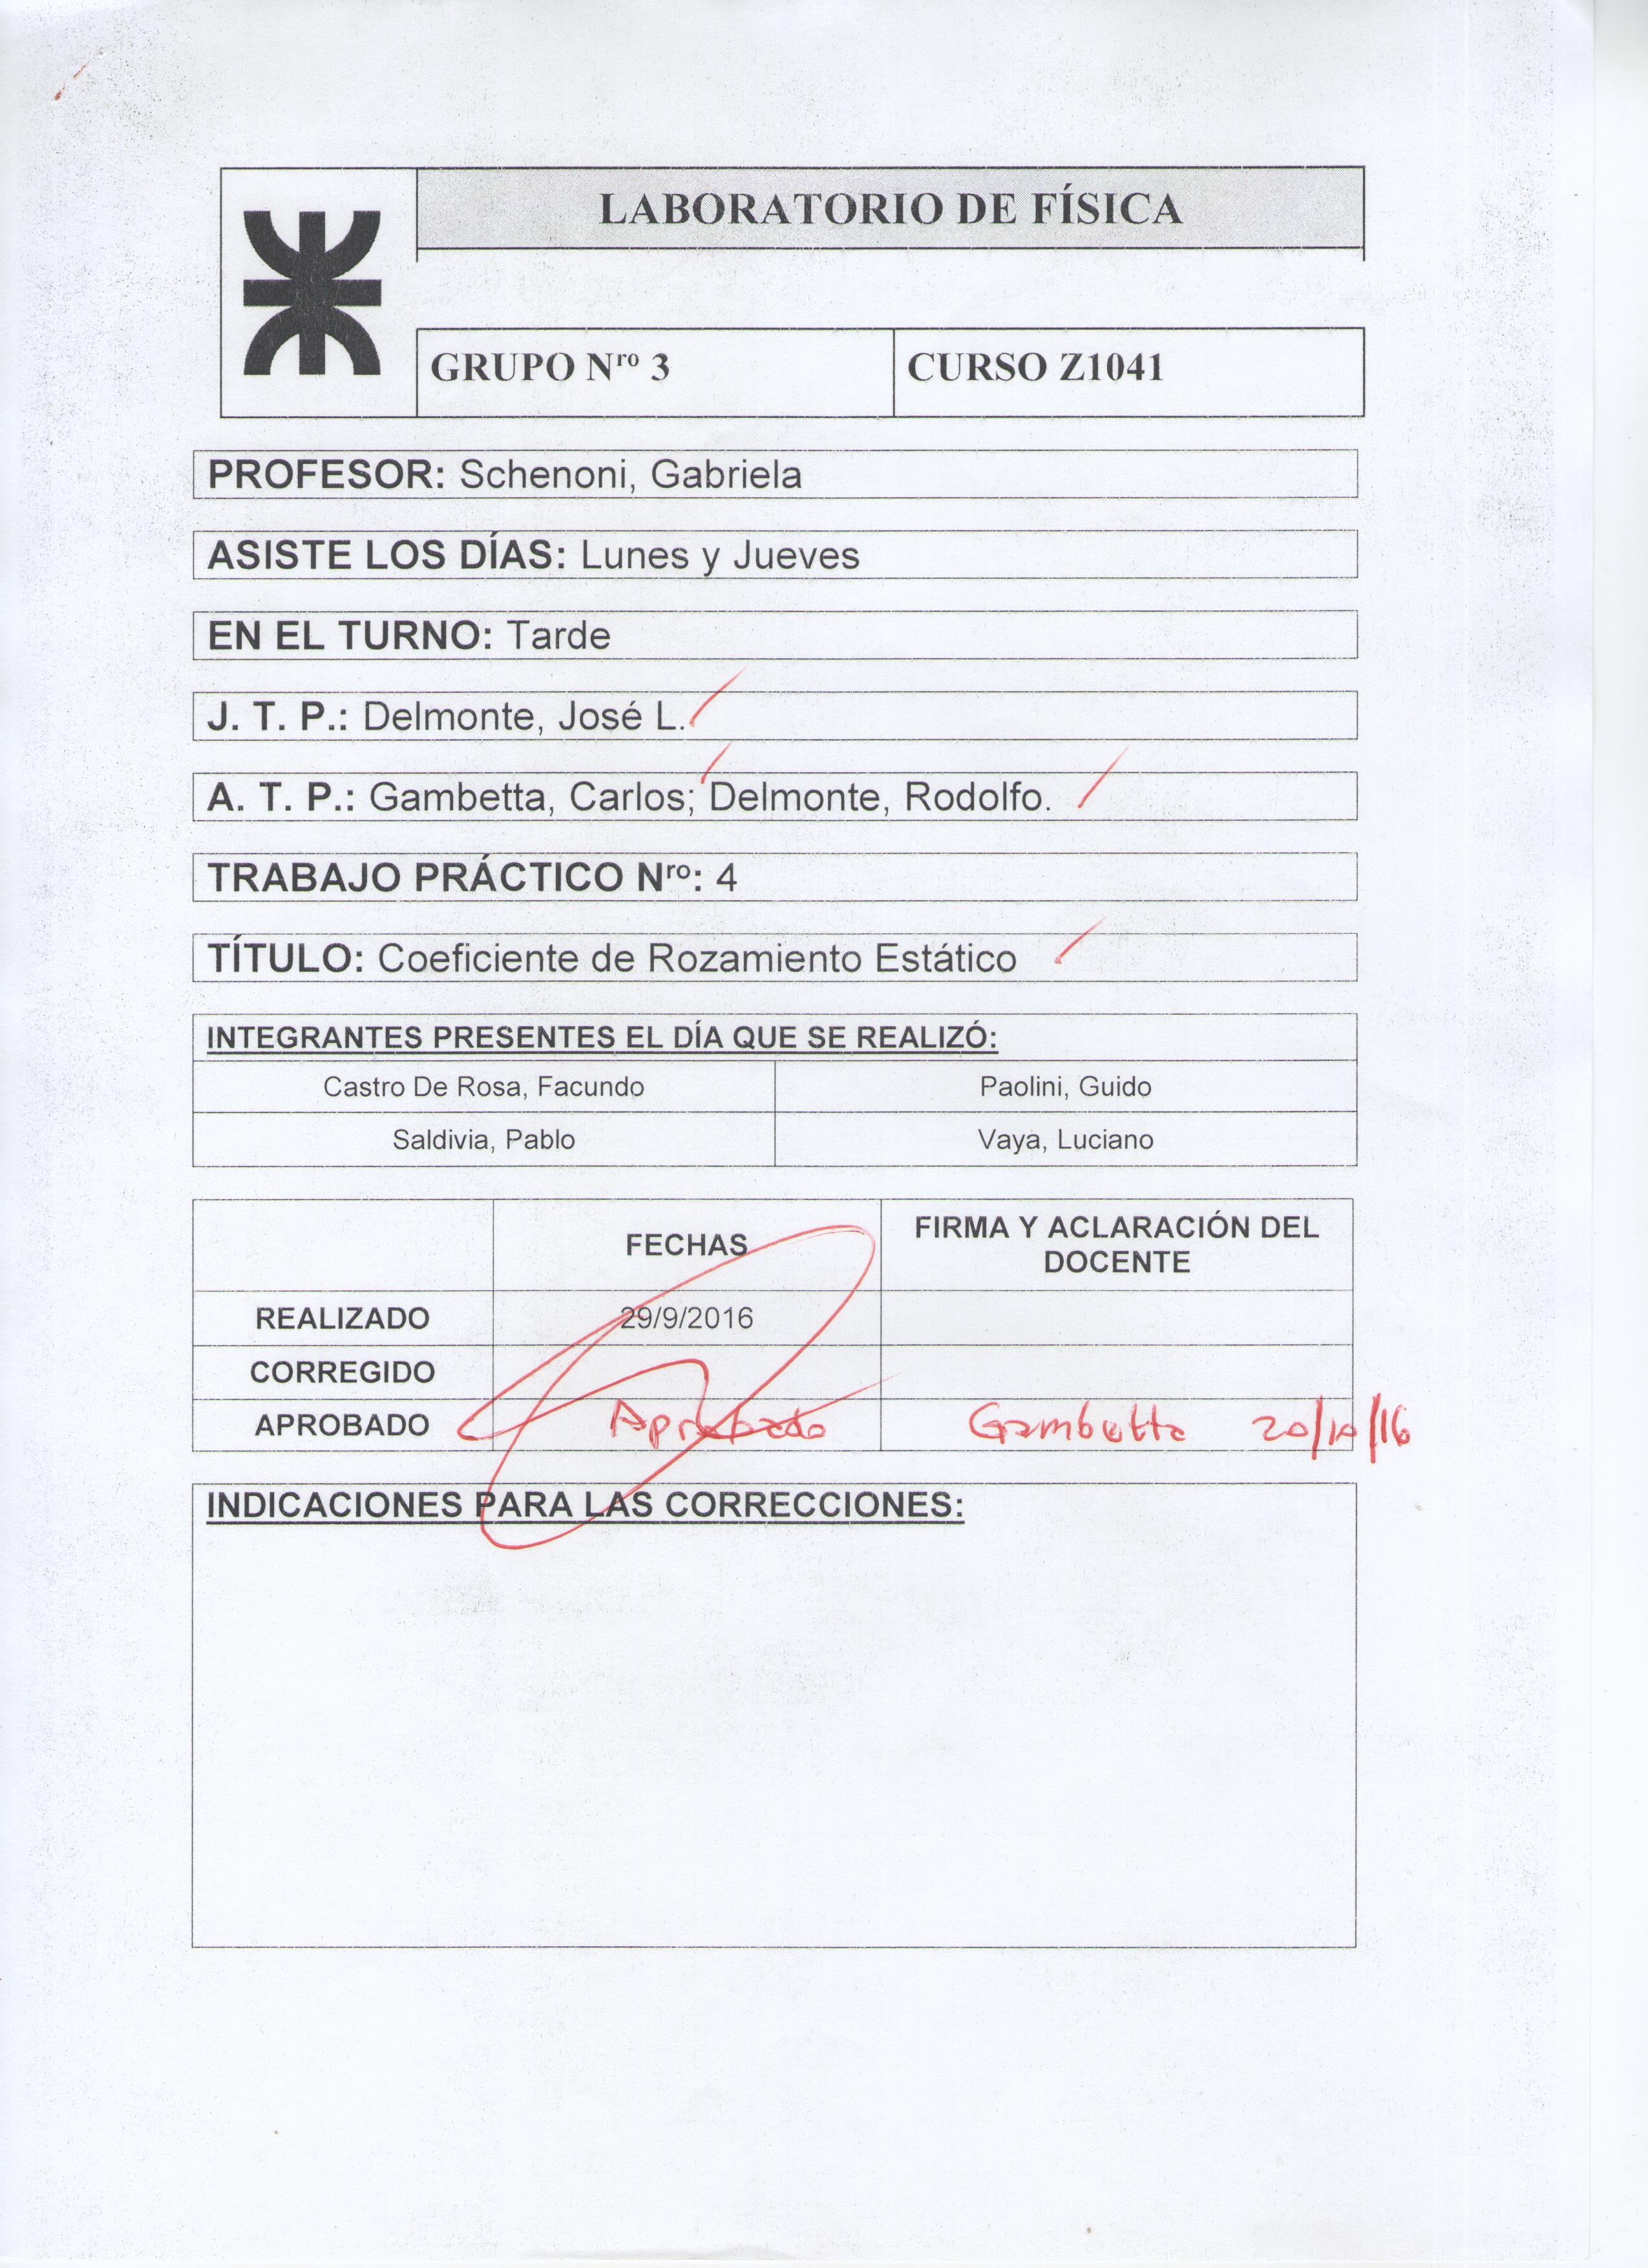 LABORATORIO DE FÍSICA
GRUPO Nro 3
CURSO Z1041
PROFESOR: Schenoni, Gabriela
ASISTE LOS DÍAS: Lunes y Jueves
EN EL TURNO: Tarde
J. T. P.: Delmonte, José L.
A. T. P.: Gambetta, Carlos; Delmonte, Rodolfo.
TRABAJO PRÁCTICO Nro: 4
TÍTULO: Coeficiente de Rozamiento Estático
INTEGRANTES PRESENTES EL DÍA QUE SE REALIZÓ:
Castro De Rosa, Facundo
Paolini, Guido
Saldivia, Pablo
Vaya, Luciano
FECHAS
FIRMA Y ACLARACIÓN DEL
DOCENTE
REALIZADO
29/9/2016
CORREGIDO
APROBADO
Aprobado
Gambetta 20/10/16
INDICACIONES PARA LAS CORRECCIONES: